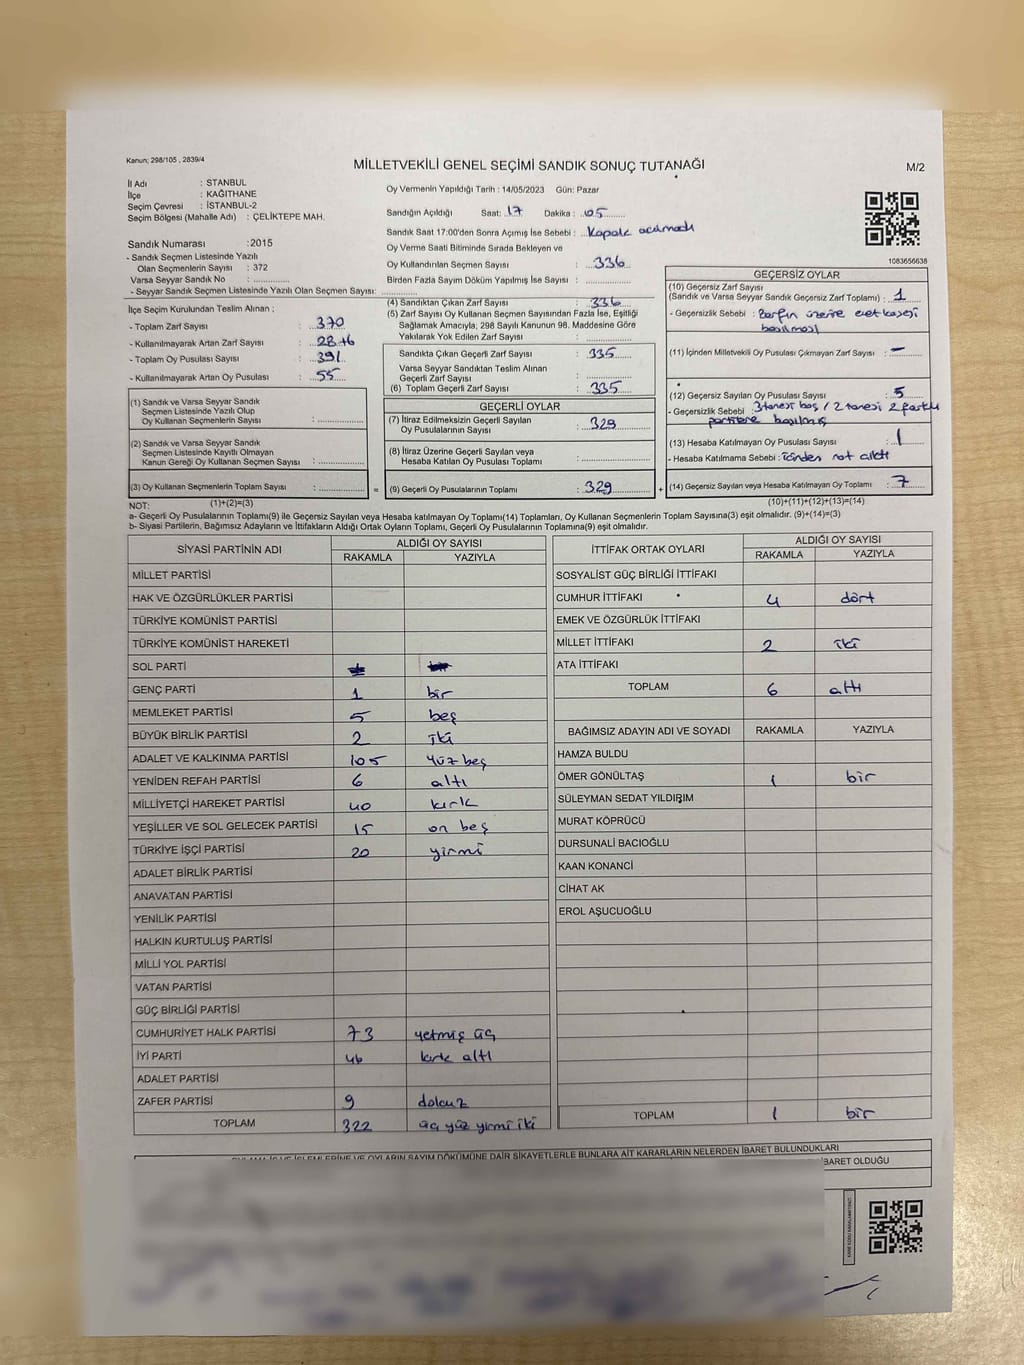 Kanun; 298/105 , 2839/4
MİLLETVEKİLİ GENEL SEÇİMİ SANDIK SONUÇ TUTANAĞI
M/2
İl Adı : STANBUL
İlçe : KAĞITHANE
Seçim Çevresi : İSTANBUL-2
Seçim Bölgesi (Mahalle Adı) : ÇELİKTEPE MAH.
Sandık Numarası :2015
- Sandık Seçmen Listesinde Yazılı
Olan Seçmenlerin Sayısı : 372
Varsa Seyyar Sandık No :
- Seyyar Sandık Seçmen Listesinde Yazılı Olan Seçmen Sayısı:
Oy Vermenin Yapıldığı Tarih : 14/05/2023 Gün: Pazar
Sandığın Açıldığı Saat: 17 Dakika : 05
Sandık Saat 17:00'den Sonra Açımış İse Sebebi :
Oy Verme Saati Bitiminde Sırada Bekleyen ve
Oy Kullandırılan Seçmen Sayısı : 336
Birden Fazla Sayım Döküm Yapılmış İse Sayısı :
1083656638
İlçe Seçim Kurulundan Teslim Alınan ;
- Toplam Zarf Sayısı : 370
- Kullanılmayarak Artan Zarf Sayısı :
- Toplam Oy Pusulası Sayısı : 391
- Kullanılmayarak Artan Oy Pusulası : 55
(1) Sandık ve Varsa Seyyar Sandık
Seçmen Listesinde Yazılı Olup
Oy Kullanan Seçmenlerin Sayısı :
(2) Sandık ve Varsa Seyyar Sandık
Seçmen Listesinde Kayıtlı Olmayan
Kanun Gereği Oy Kullanan Seçmen Sayısı :
(3) Oy Kullanan Seçmenlerin Toplam Sayısı :
(1)+(2)=(3)
(4) Sandıktan Çıkan Zarf Sayısı : 336
(5) Zarf Sayısı Oy Kullanan Seçmen Sayısından Fazla İse, Eşitliği
Sağlamak Amacıyla; 298 Sayılı Kanunun 98. Maddesine Göre
Yakılarak Yok Edilen Zarf Sayısı :
Sandıkta Çıkan Geçerli Zarf Sayısı : 335
Varsa Seyyar Sandıktan Teslim Alınan
Geçerli Zarf Sayısı :
(6) Toplam Geçerli Zarf Sayısı : 335
GEÇERLİ OYLAR
(7) İtiraz Edilmeksizin Geçerli Sayılan
Oy Pusulalarının Sayısı : 329
(8) İtiraz Üzerine Geçerli Sayılan veya
Hesaba Katılan Oy Pusulası Toplamı :
= (9) Geçerli Oy Pusulalarının Toplamı : 329 +
GEÇERSİZ OYLAR
(10) Geçersiz Zarf Sayısı
(Sandık ve Varsa Seyyar Sandık Geçersiz Zarf Toplamı) : 1
- Geçersizlik Sebebi : Zarfın üzerine evet kaşesi
basılması
(11) İçinden Milletvekili Oy Pusulası Çıkmayan Zarf Sayısı : -
(12) Geçersiz Sayılan Oy Pusulası Sayısı : 5
- Geçersizlik Sebebi : 3 tanesi boş / 2 tanesi 2 farklı
partilere basılmış
(13) Hesaba Katılmayan Oy Pusulası Sayısı : 1
- Hesaba Katılmama Sebebi : içinden not çıktı
(14) Geçersiz Sayılan veya Hesaba Katılmayan Oy Toplamı : 7
(10)+(11)+(12)+(13)=(14)
NOT:
a- Geçerli Oy Pusulalarının Toplamı(9) ile Geçersiz Sayılan veya Hesaba Katılmayan Oy Toplamı(14) Toplamları, Oy Kullanan Seçmenlerin Toplam Sayısına(3) eşit olmalıdır. (9)+(14)=(3)
b- Siyasi Partilerin, Bağımsız Adayların ve İttifakların Aldığı Oyların Toplamı, Geçerli Oy Pusulalarının Toplamına(9) eşit olmalıdır.
SİYASİ PARTİNİN ADI ALDIĞI OY SAYISI
RAKAMLA YAZIYLA
MİLLET PARTİSİ
HAK VE ÖZGÜRLÜKLER PARTİSİ
TÜRKİYE KOMÜNİST PARTİSİ
TÜRKİYE KOMÜNİST HAREKETİ
SOL PARTİ
GENÇ PARTİ 1 bir
MEMLEKET PARTİSİ 5 beş
BÜYÜK BİRLİK PARTİSİ 2 iki
ADALET VE KALKINMA PARTİSİ 105 yüz beş
YENİDEN REFAH PARTİSİ 6 altı
MİLLİYETÇİ HAREKET PARTİSİ 40 kırk
YEŞİLLER VE SOL GELECEK PARTİSİ 15 on beş
TÜRKİYE İŞÇİ PARTİSİ 20 yirmi
ADALET BİRLİK PARTİSİ
ANAVATAN PARTİSİ
YENİLİK PARTİSİ
HALKIN KURTULUŞ PARTİSİ
MİLLİ YOL PARTİSİ
VATAN PARTİSİ
GÜÇ BİRLİĞİ PARTİSİ
CUMHURİYET HALK PARTİSİ 73 yetmiş üç
İYİ PARTİ 46 kırk altı
ADALET PARTİSİ
ZAFER PARTİSİ 9 dokuz
TOPLAM 322 üç yüz yirmi iki
İTTİFAK ORTAK OYLARI ALDIĞI OY SAYISI
RAKAMLA YAZIYLA
SOSYALİST GÜÇ BİRLİĞİ İTTİFAKI
CUMHUR İTTİFAKI 4 dört
EMEK VE ÖZGÜRLÜK İTTİFAKI
MİLLET İTTİFAKI 2 iki
ATA İTTİFAKI
TOPLAM 6 altı
BAĞIMSIZ ADAYIN ADI VE SOYADI RAKAMLA YAZIYLA
HAMZA BULDU
ÖMER GÖNÜLTAŞ 1 bir
SÜLEYMAN SEDAT YILDIRIM
MURAT KÖPRÜCÜ
DURSUNALİ BACIOĞLU
KAAN KONANCİ
CİHAT AK
EROL AŞUCUOĞLU
TOPLAM 1 bir
OYLAMA İŞ VE İŞLEMLERİNE VE OYLARIN SAYIM DÖKÜMÜNE DAİR ŞİKAYETLERLE BUNLARA AİT KARARLARIN NELERDEN İBARET BULUNDUKLARI
İBARET OLDUĞU